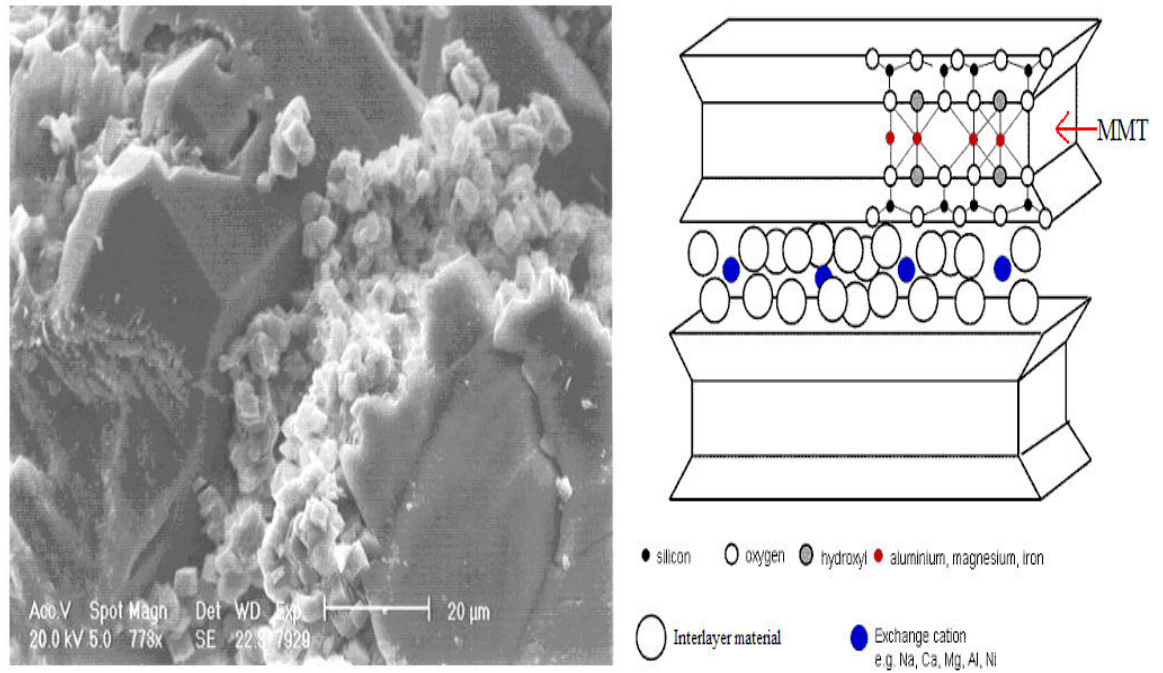 Acc.V Spot Magn Det WD Exp
20.0 kV 5.0 773x SE 22.3 7929
20 µm
MMT
silicon oxygen hydroxyl aluminium, magnesium, iron
Interlayer material
Exchange cation
e.g. Na, Ca, Mg, Al, Ni